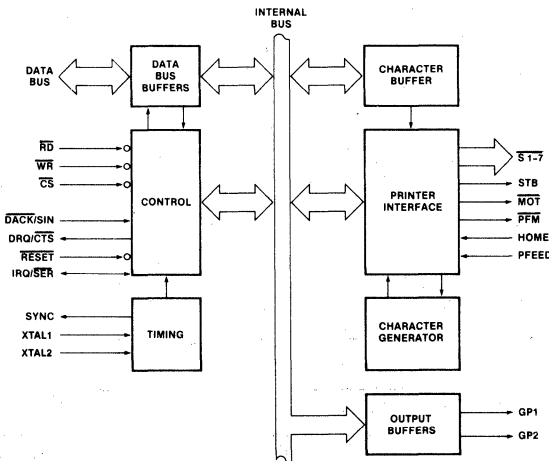 INTERNAL
BUS
DATA
BUS
DATA
BUS
BUFFERS
CHARACTER
BUFFER
RD
WR
CS
DACK/SIN
DRQ/CTS
RESET
IRQ/SER
CONTROL
PRINTER
INTERFACE
S1-7
STB
MOT
PFM
HOME
PFEED
SYNC
XTAL1
XTAL2
TIMING
CHARACTER
GENERATOR
OUTPUT
BUFFERS
GP1
GP2